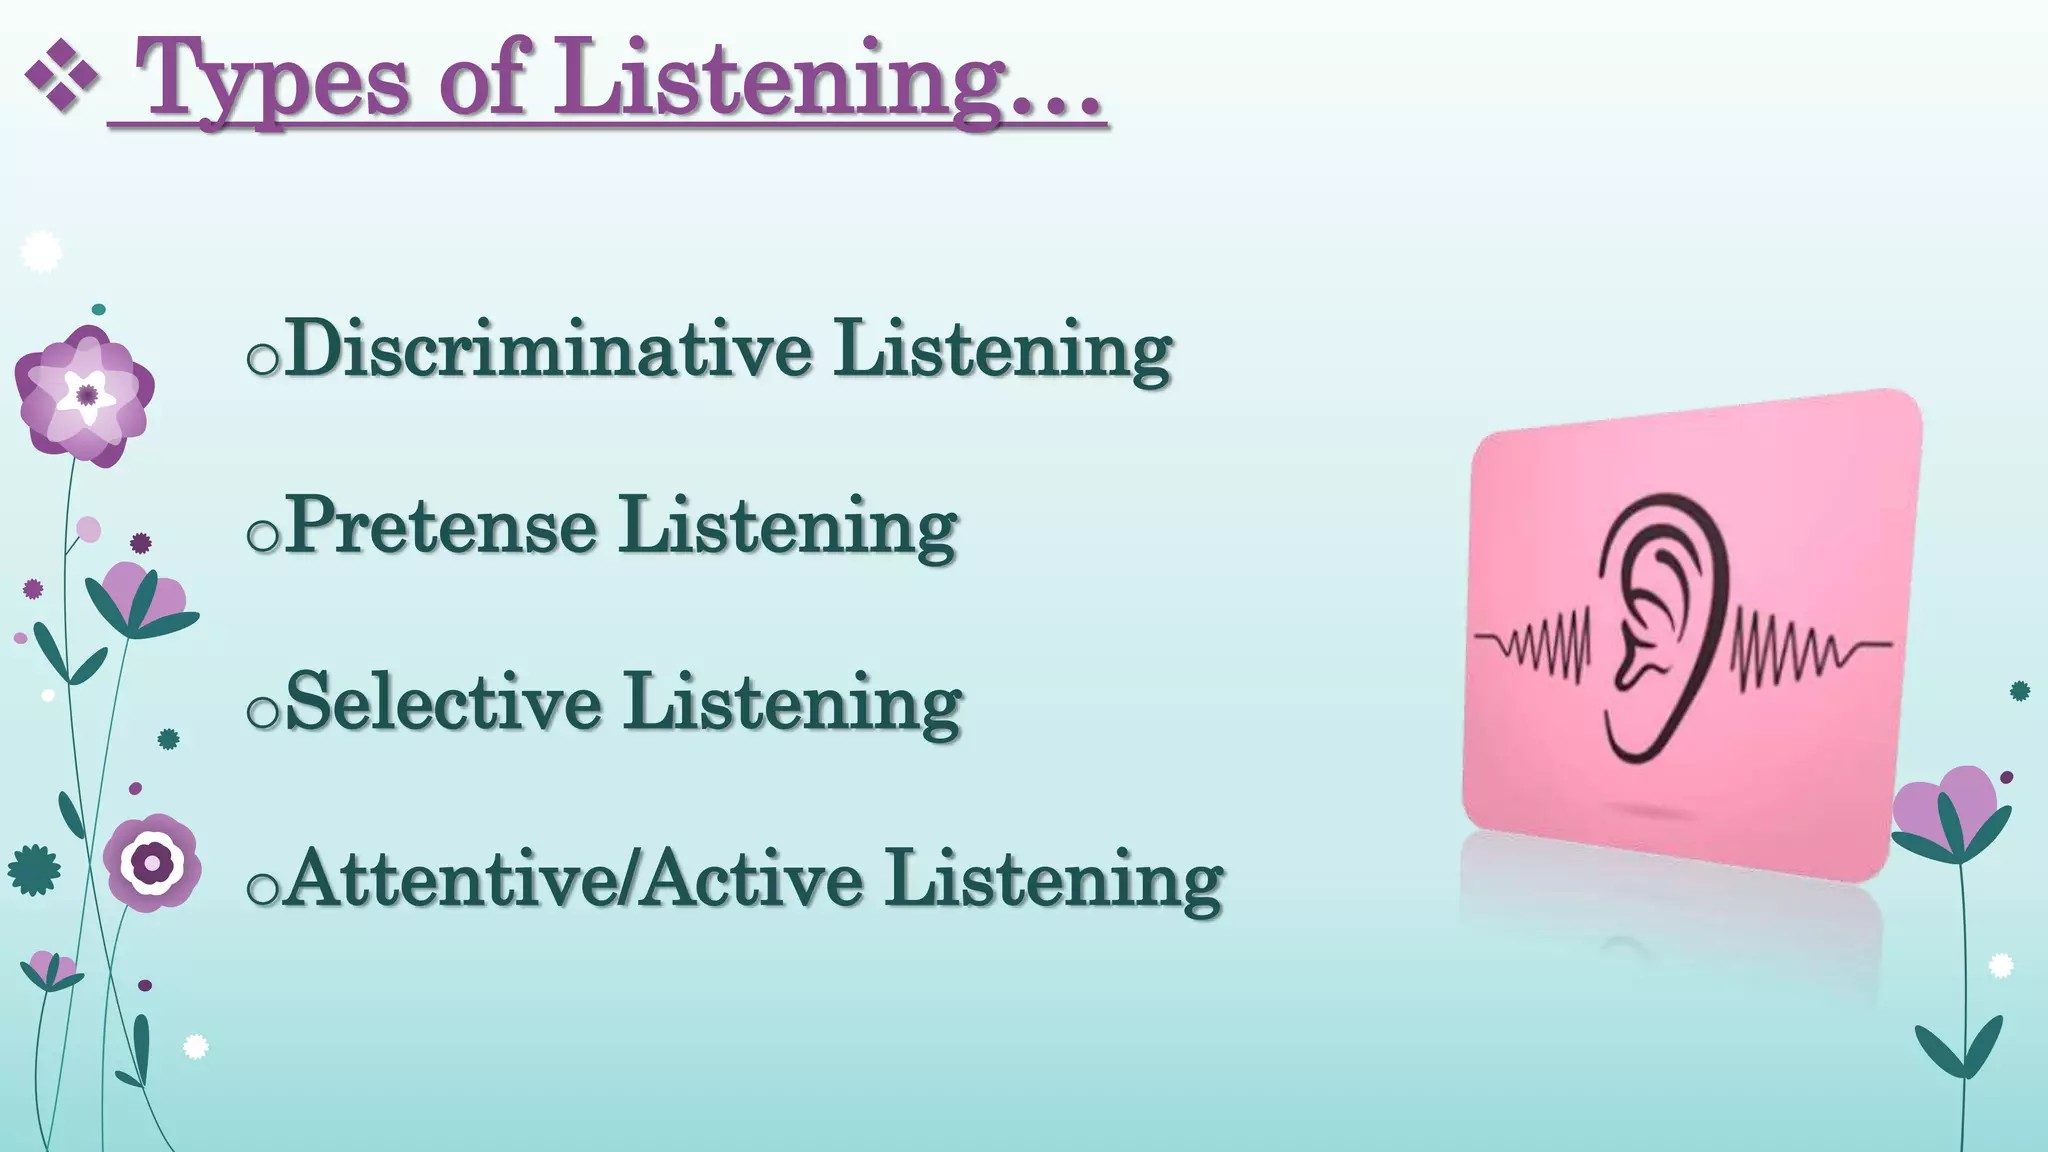 ❖ Types of Listening...
oDiscriminative Listening
oPretense Listening
oSelective Listening
oAttentive/Active Listening